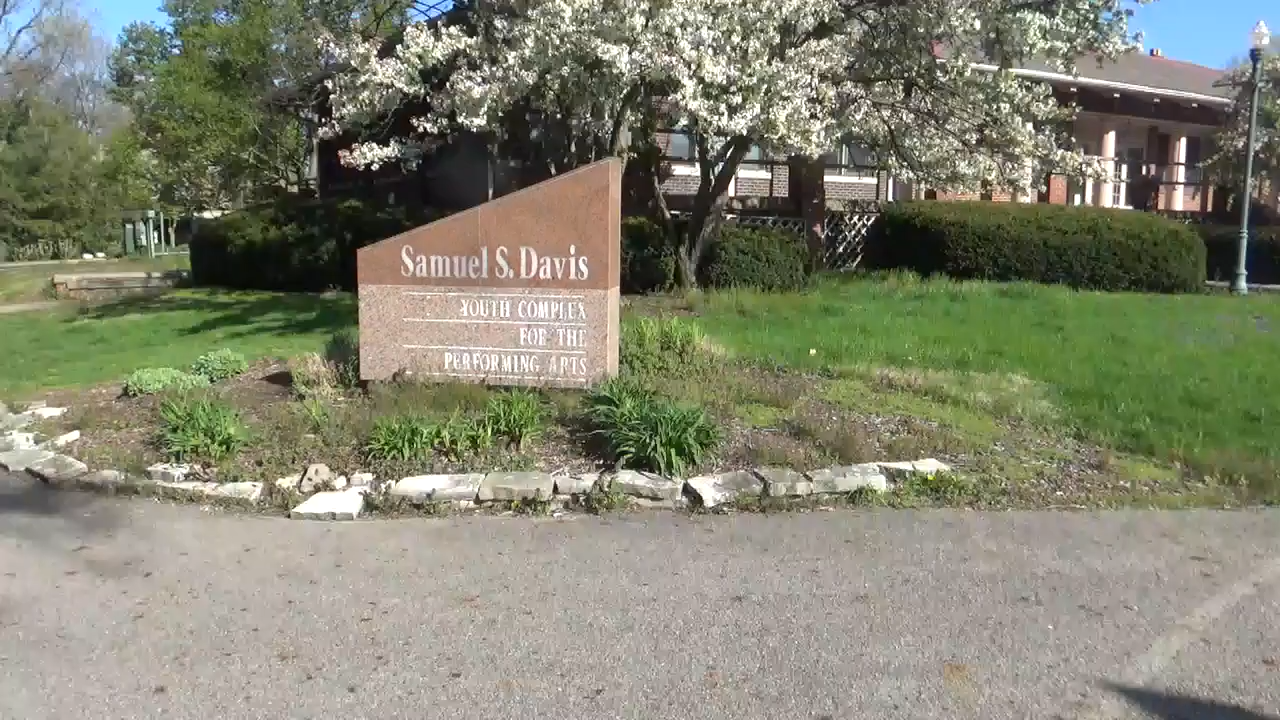 Samuel S. Davis
YOUTH COMPLEX
FOR THE
PERFORMING ARTS